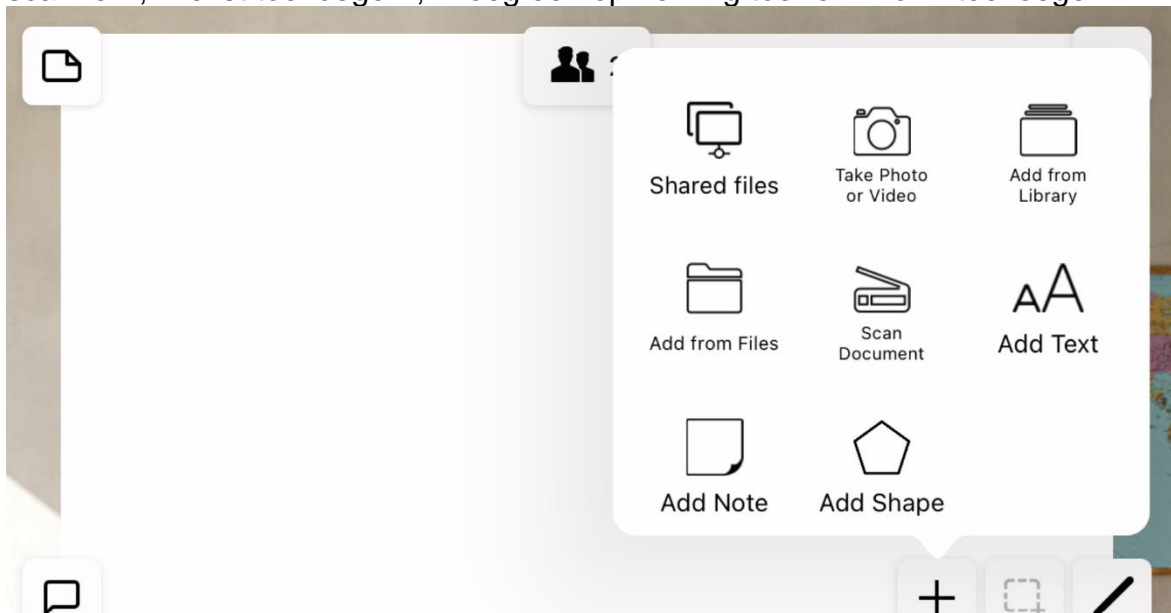 Shared files
Take Photo
or Video
Add from
Library
Add from Files
Scan
Document
Add Text
Add Note
Add Shape